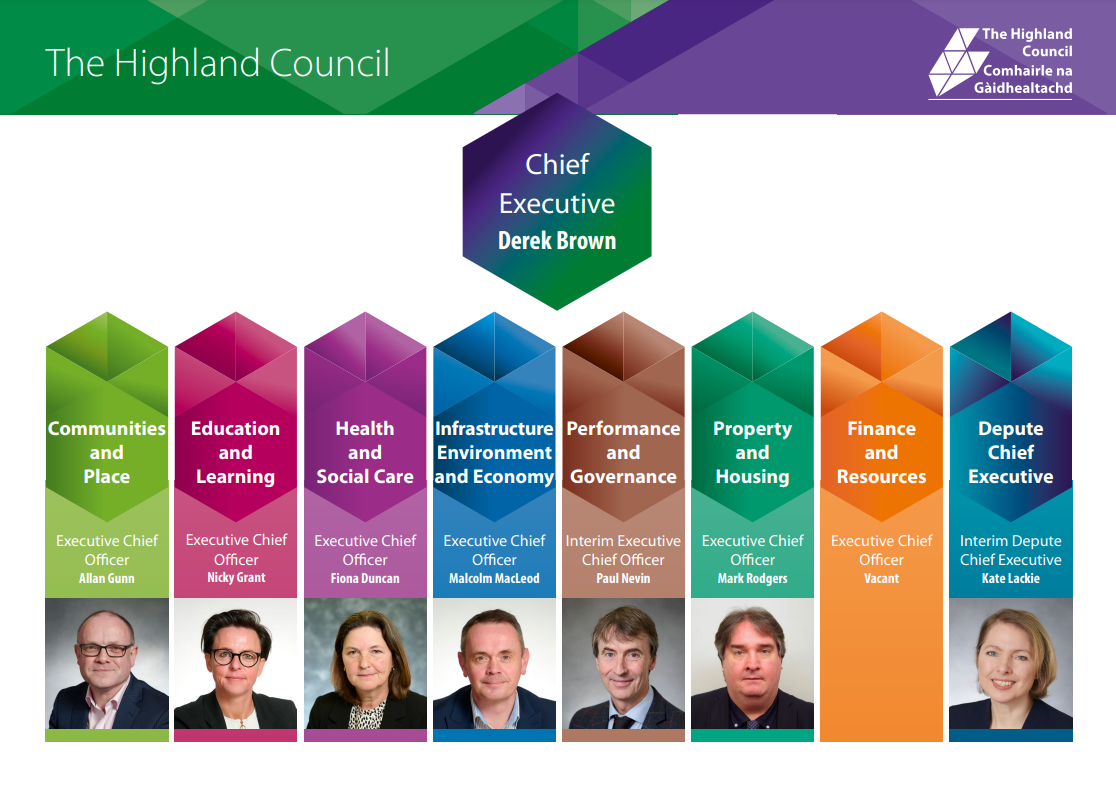 The Highland Council
The Highland
Council
Comhairle na
Gàidhealtachd
Chief
Executive
Derek Brown
Communities
and
Place
Executive Chief
Officer
Allan Gunn
Education
and
Learning
Executive Chief
Officer
Nicky Grant
Health
and
Social Care
Executive Chief
Officer
Fiona Duncan
Infrastructure
Environment
and Economy
Executive Chief
Officer
Malcolm MacLeod
Performance
and
Governance
Interim Executive
Chief Officer
Paul Nevin
Property
and
Housing
Executive Chief
Officer
Mark Rodgers
Finance
and
Resources
Executive Chief
Officer
Vacant
Depute
Chief
Executive
Interim Depute
Chief Executive
Kate Lackie